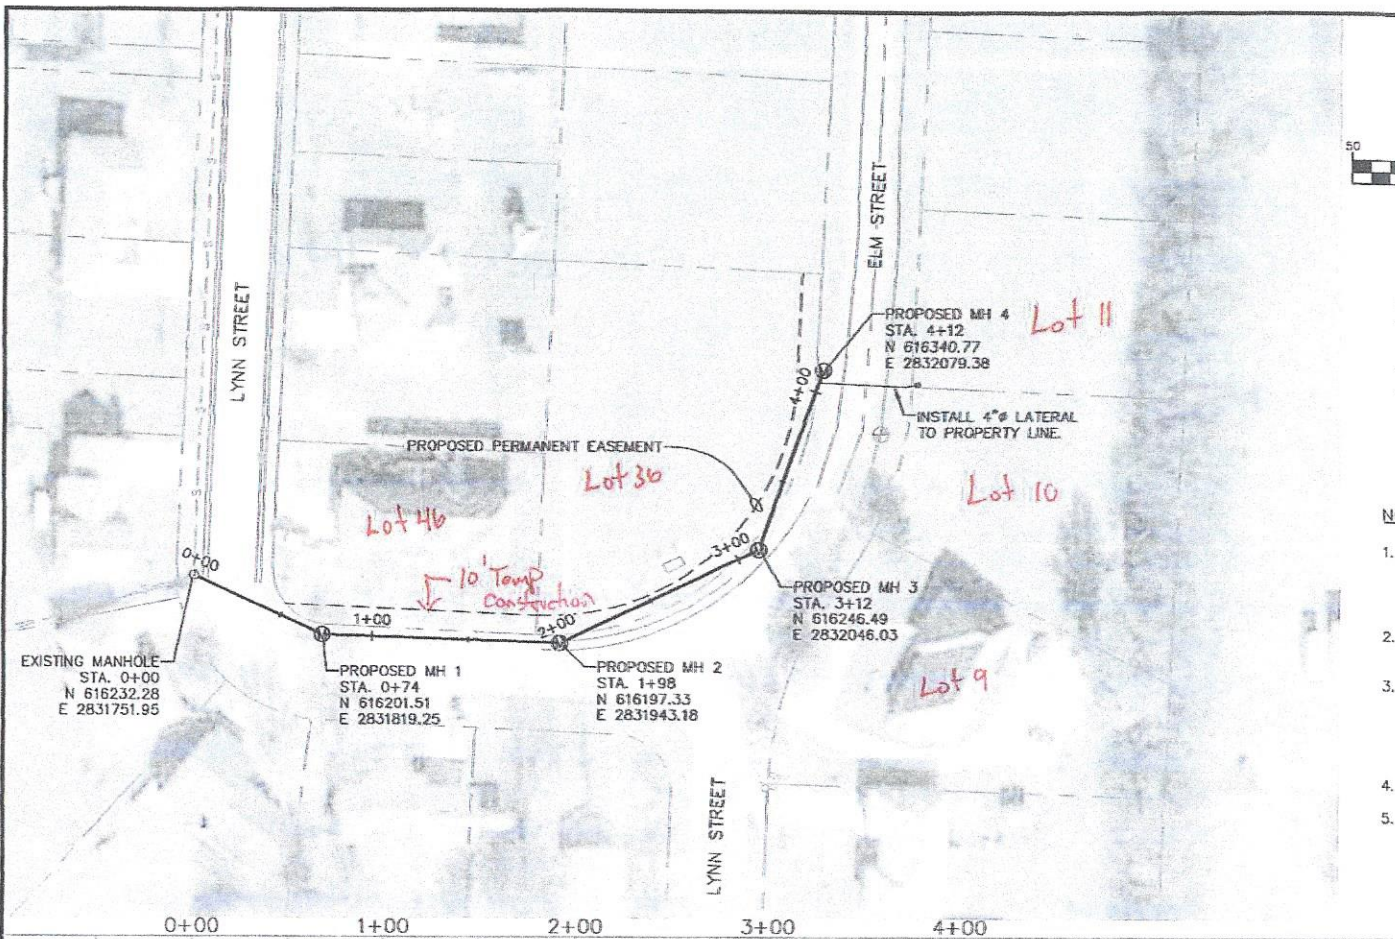 50
ELM STREET
LYNN STREET
PROPOSED MH 4
STA. 4+12
N 616340.77
E 2832079.38
Lot 11
4+00
INSTALL 4"ø LATERAL
TO PROPERTY LINE.
PROPOSED PERMANENT EASEMENT
Lot 36
Lot 10
Lot 46
N
1.
0+00
3+00
10' Temp
Construction
PROPOSED MH 3
STA. 3+12
N 616246.49
E 2832046.03
1+00
2+00
2.
EXISTING MANHOLE
STA. 0+00
N 616232.28
E 2831751.95
PROPOSED MH 1
STA. 0+74
N 616201.51
E 2831819.25
PROPOSED MH 2
STA. 1+98
N 616197.33
E 2831943.18
Lot 9
3.
4.
5.
LYNN STREET
0+00 1+00 2+00 3+00 4+00
S S S S S S